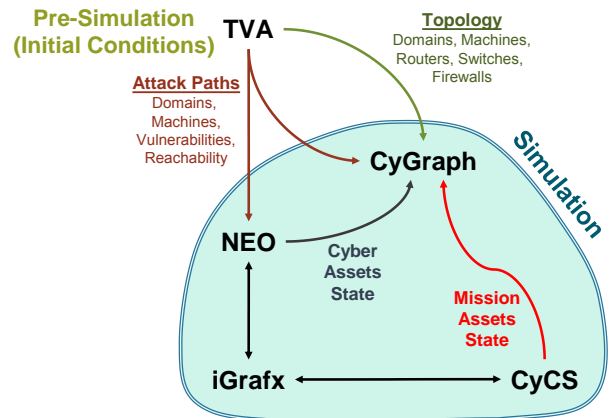 Pre-Simulation
(Initial Conditions)
TVA
Topology
Domains, Machines,
Routers, Switches,
Firewalls
Attack Paths
Domains,
Machines,
Vulnerabilities,
Reachability
Simulation
CyGraph
NEO
Cyber
Assets
State
Mission
Assets
State
iGrafx
CyCS